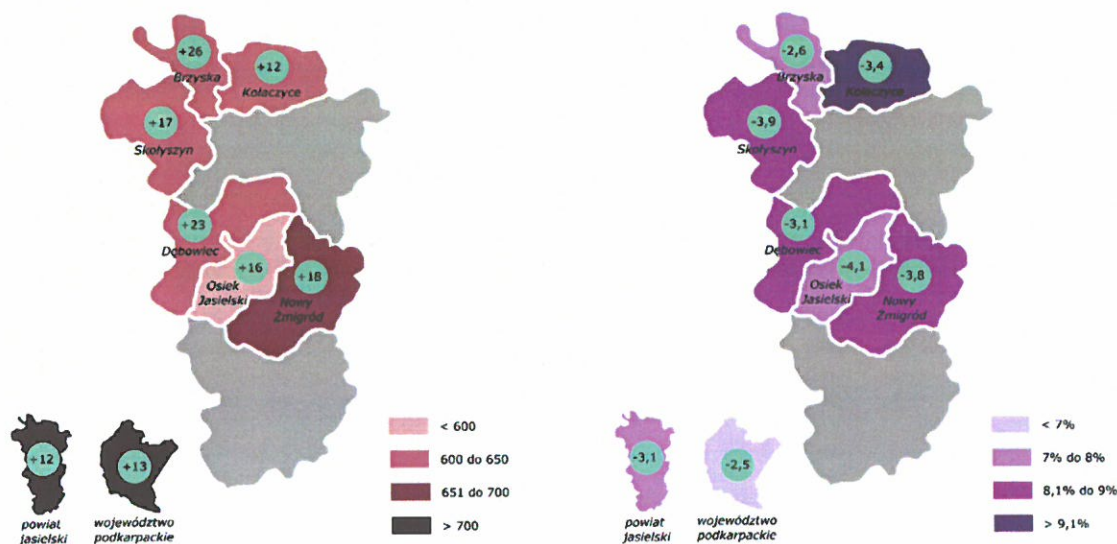 +26
Brzyska
+12
Kołaczyce
+17
Skołyszyn
+23
Dębowiec
+16
Osiek
Jasielski
+18
Nowy
Żmigród
+12
powiat
jasielski
+13
województwo
podkarpackie
< 600
600 do 650
651 do 700
> 700
-2,6
Brzyska
-3,4
Kołaczyce
-3,9
Skołyszyn
-3,1
Dębowiec
-4,1
Osiek
Jasielski
-3,8
Nowy
Żmigród
-3,1
powiat
jasielski
-2,5
województwo
podkarpackie
< 7%
7% do 8%
8,1% do 9%
> 9,1%